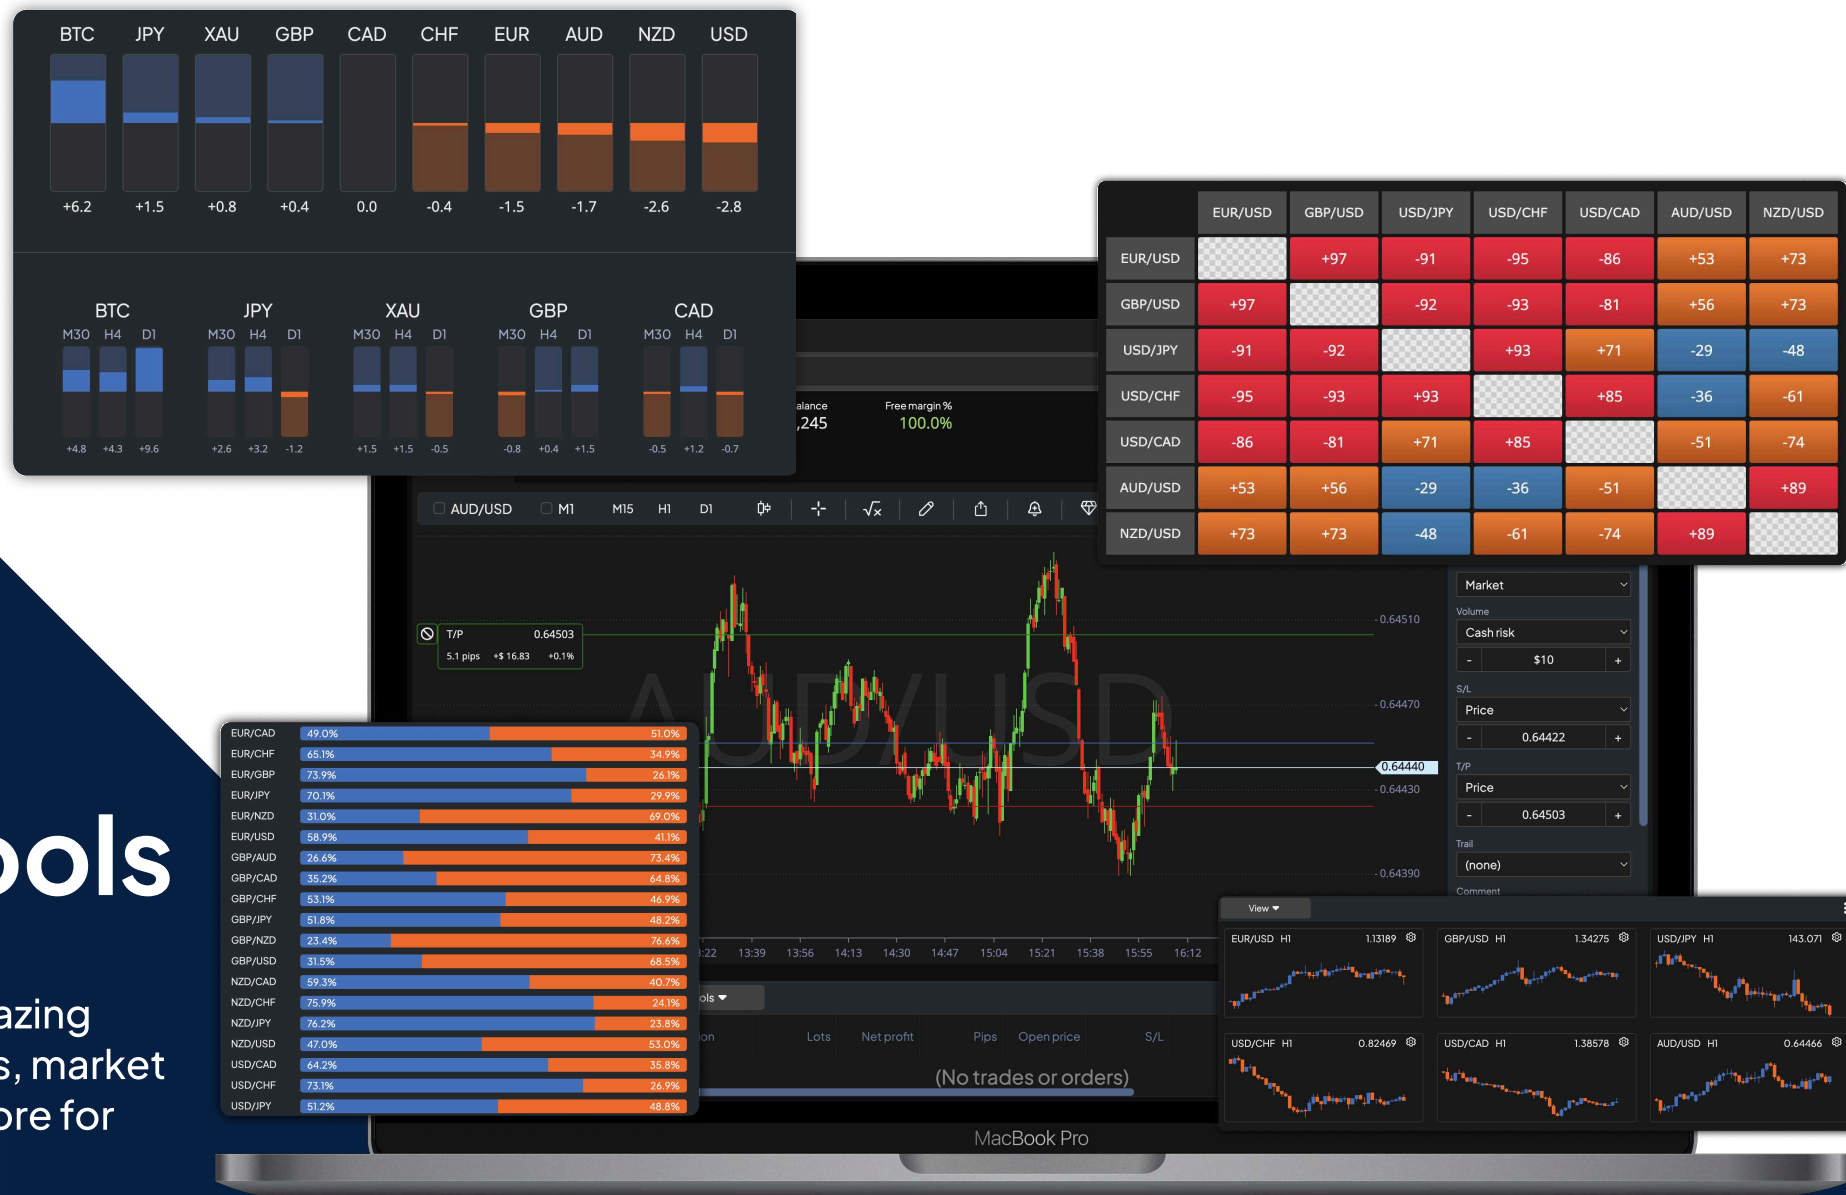 BTC JPY XAU GBP CAD CHF EUR AUD NZD USD
+6.2 +1.5 +0.8 +0.4 0.0 -0.4 -1.5 -1.7 -2.6 -2.8
BTC JPY XAU GBP CAD
M30 H4 D1 M30 H4 D1 M30 H4 D1 M30 H4 D1 M30 H4 D1
+4.8 +4.3 +9.6 +2.6 +3.2 -1.2 +1.5 +1.5 -0.5 -0.8 +0.4 +1.5 -0.5 +1.2 -0.7
EUR/USD GBP/USD USD/JPY USD/CHF USD/CAD AUD/USD NZD/USD
EUR/USD +97 -91 -95 -86 +53 +73
GBP/USD +97 -92 -93 -81 +56 +73
USD/JPY -91 -92 +93 +71 -29 -48
USD/CHF -95 -93 +93 +85 -36 -61
USD/CAD -86 -81 +71 +85 -51 -74
AUD/USD +53 +56 -29 -36 -51 +89
NZD/USD +73 +73 -48 -61 -74 +89
alance Free margin %
,245 100.0%
AUD/USD M1 M15 H1 D1
T/P 0.64503
5.1 pips +$ 16.83 +0.1%
AUD/USD
0.64510
0.64470
0.64440
0.64430
0.64390
:22 13:39 13:56 14:13 14:30 14:47 15:04 15:21 15:38 15:55 16:12
Market
Volume
Cash risk
- $10 +
S/L
Price
- 0.64422 +
T/P
Price
- 0.64503 +
Trail
(none)
Comment
ools
azing
s, market
ore for
EUR/CAD 49.0% 51.0%
EUR/CHF 65.1% 34.9%
EUR/GBP 73.9% 26.1%
EUR/JPY 70.1% 29.9%
EUR/NZD 31.0% 69.0%
EUR/USD 58.9% 41.1%
GBP/AUD 26.6% 73.4%
GBP/CAD 35.2% 64.8%
GBP/CHF 53.1% 46.9%
GBP/JPY 51.8% 48.2%
GBP/NZD 23.4% 76.6%
GBP/USD 31.5% 68.5%
NZD/CAD 59.3% 40.7%
NZD/CHF 75.9% 24.1%
NZD/JPY 76.2% 23.8%
NZD/USD 47.0% 53.0%
USD/CAD 64.2% 35.8%
USD/CHF 73.1% 26.9%
USD/JPY 51.2% 48.8%
ols
ion Lots Net profit Pips Open price S/L
(No trades or orders)
View
EUR/USD H1 1.13189
GBP/USD H1 1.34275
USD/JPY H1 143.071
USD/CHF H1 0.82469
USD/CAD H1 1.38578
AUD/USD H1 0.64466
MacBook Pro